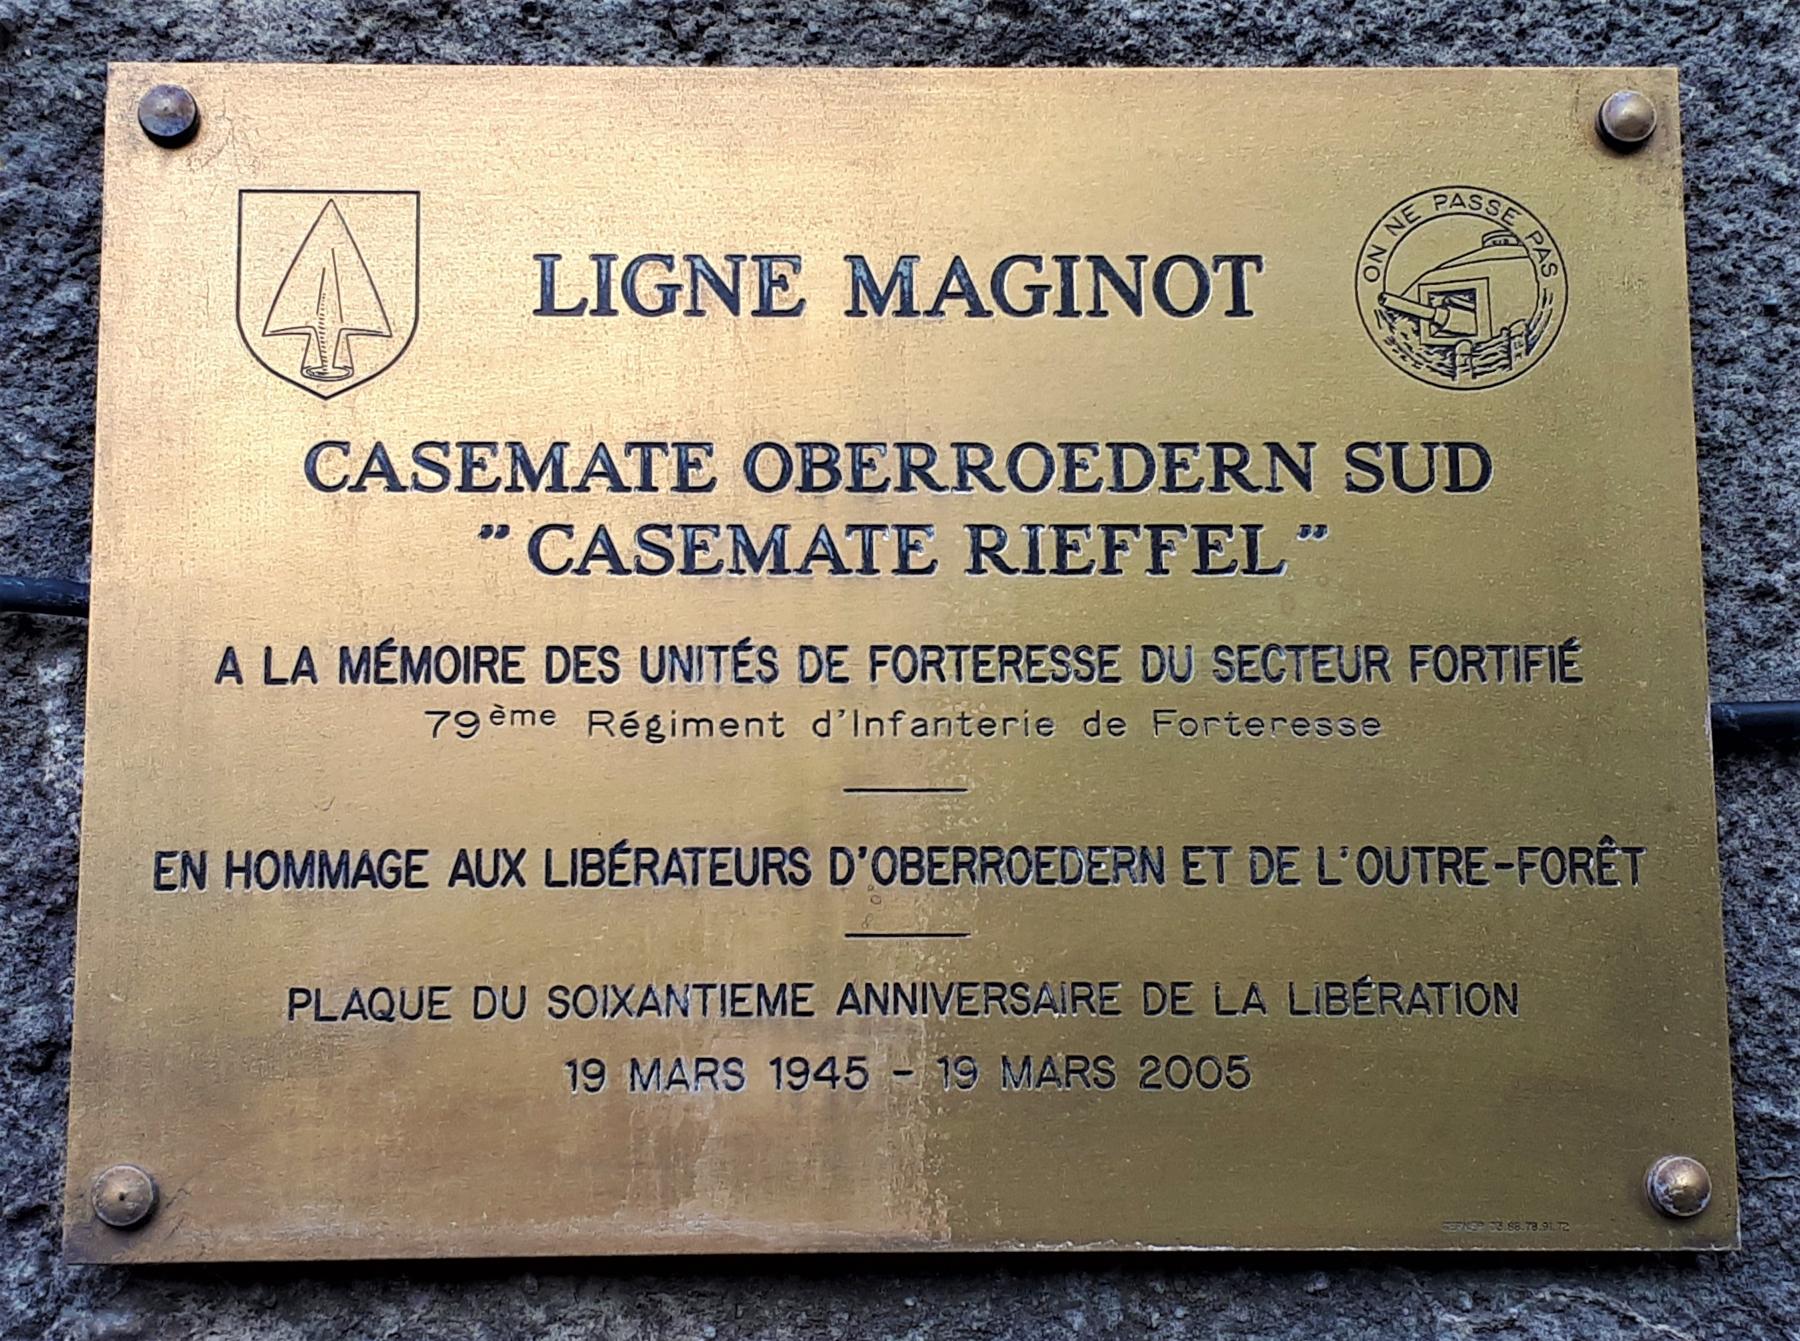 ON NE PASSE PAS
LIGNE MAGINOT
CASEMATE OBERROEDERN SUD
"CASEMATE RIEFFEL"
A LA MÉMOIRE DES UNITÉS DE FORTERESSE DU SECTEUR FORTIFIÉ
79ème Régiment d'Infanterie de Forteresse
EN HOMMAGE AUX LIBÉRATEURS D'OBERROEDERN ET DE L'OUTRE-FORÊT
PLAQUE DU SOIXANTIEME ANNIVERSAIRE DE LA LIBÉRATION
19 MARS 1945 - 19 MARS 2005